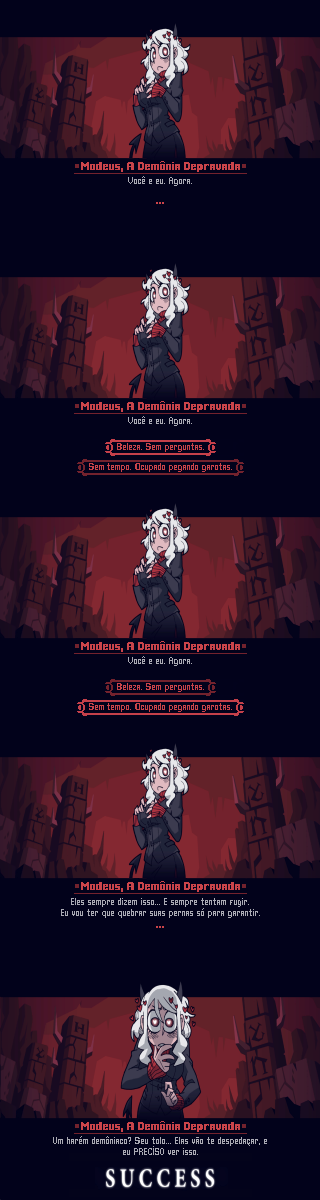 Modeus, A Demônia Depravada
Você e eu. Agora.
...
Modeus, A Demônia Depravada
Você e eu. Agora.
Beleza. Sem perguntas.
Sem tempo. Ocupado pegando garotas.
Modeus, A Demônia Depravada
Você e eu. Agora.
Beleza. Sem perguntas.
Sem tempo. Ocupado pegando garotas.
Modeus, A Demônia Depravada
Eles sempre dizem isso... E sempre tentam fugir.
Eu vou ter que quebrar suas pernas só para garantir.
...
Modeus, A Demônia Depravada
Um harém demôniaco? Seu tolo... Elas vão te despedaçar, e
eu PRECISO ver isso.
SUCCESS